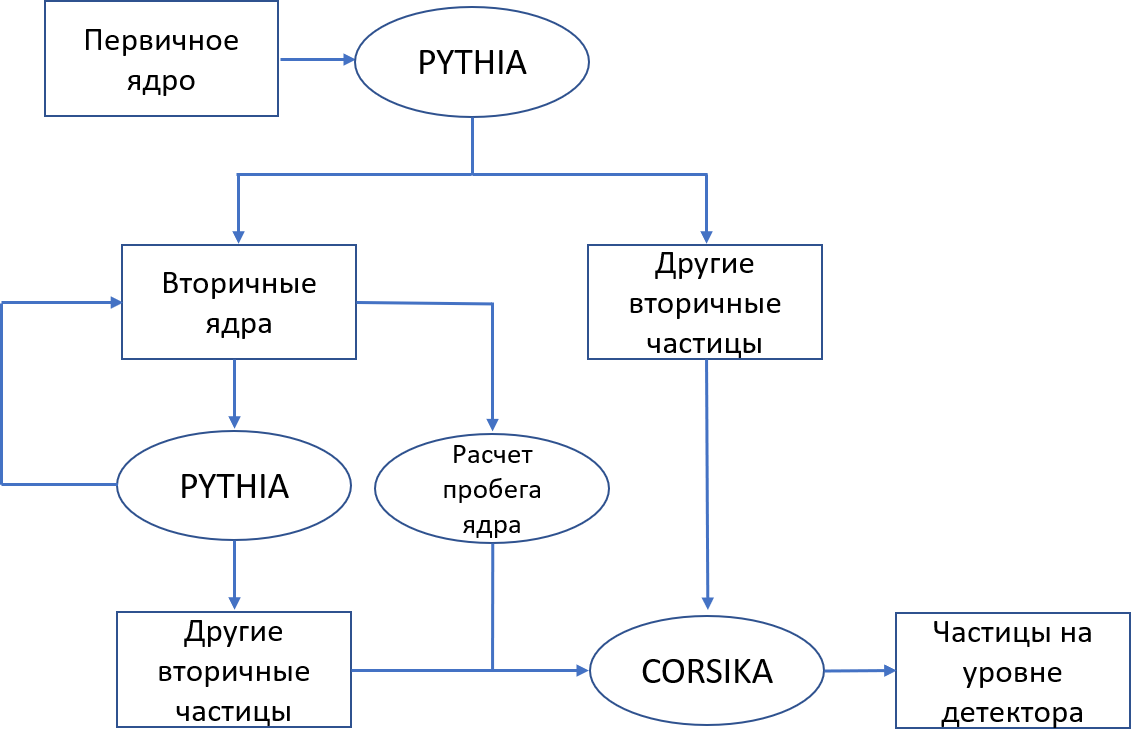 Первичное
ядро
PYTHIA
Вторичные
ядра
Другие
вторичные
частицы
PYTHIA
Расчет
пробега
ядра
Другие
вторичные
частицы
CORSIKA
Частицы на
уровне
детектора